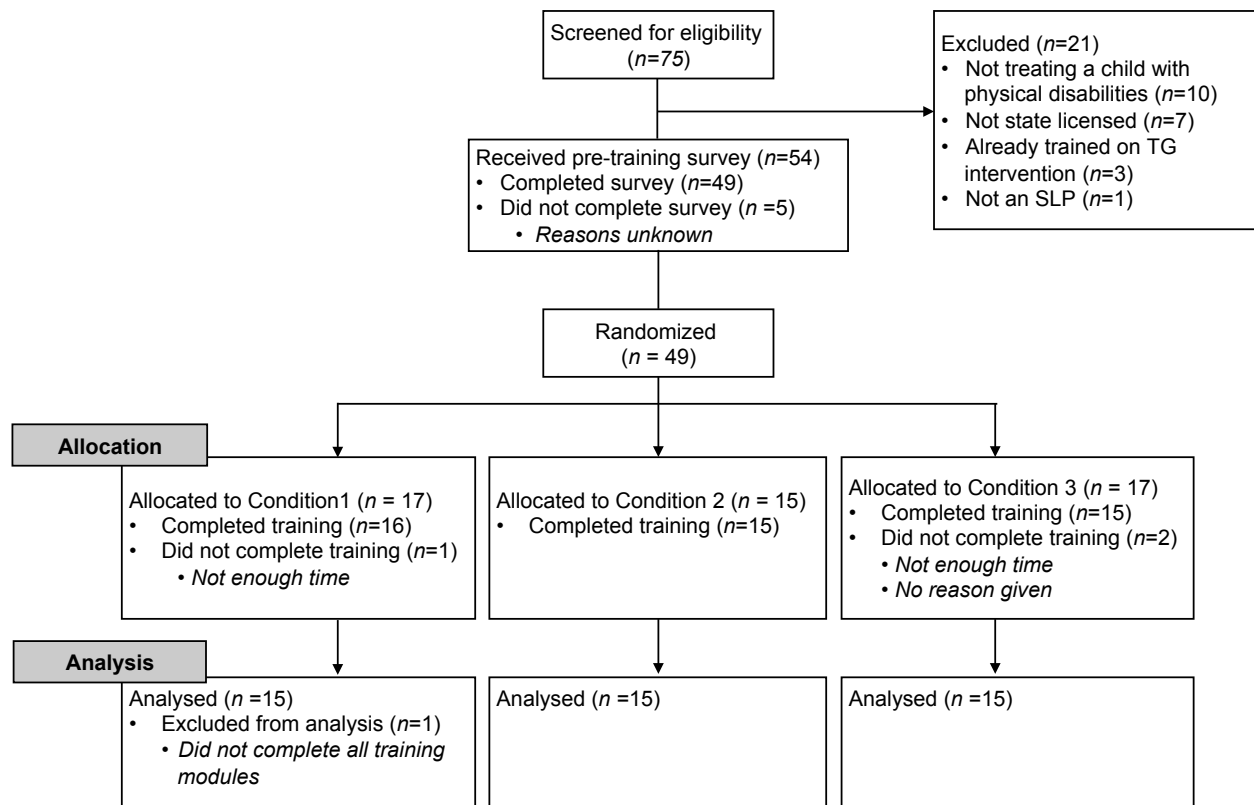 Screened for eligibility
(n=75)
Excluded (n=21)
• Not treating a child with
physical disabilities (n=10)
• Not state licensed (n=7)
• Already trained on TG
intervention (n=3)
• Not an SLP (n=1)
Received pre-training survey (n=54)
• Completed survey (n=49)
• Did not complete survey (n =5)
• Reasons unknown
Randomized
(n = 49)
Allocation
Allocated to Condition1 (n = 17)
• Completed training (n=16)
• Did not complete training (n=1)
• Not enough time
Allocated to Condition 2 (n = 15)
• Completed training (n=15)
Allocated to Condition 3 (n = 17)
• Completed training (n=15)
• Did not complete training (n=2)
• Not enough time
• No reason given
Analysis
Analysed (n =15)
• Excluded from analysis (n=1)
• Did not complete all training
modules
Analysed (n =15)
Analysed (n =15)